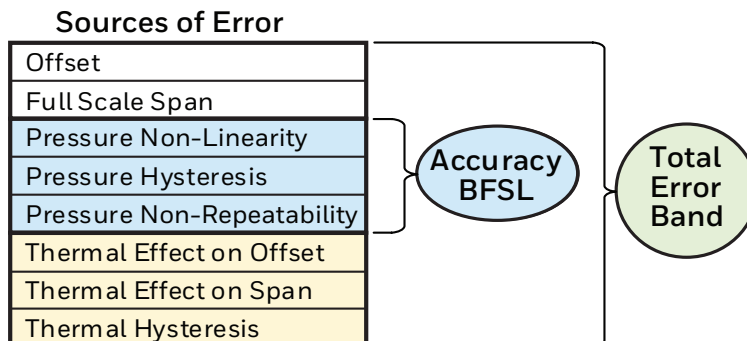 Sources of Error
Offset
Full Scale Span
Pressure Non-Linearity
Pressure Hysteresis
Pressure Non-Repeatability
Thermal Effect on Offset
Thermal Effect on Span
Thermal Hysteresis
Accuracy
BFSL
Total
Error
Band